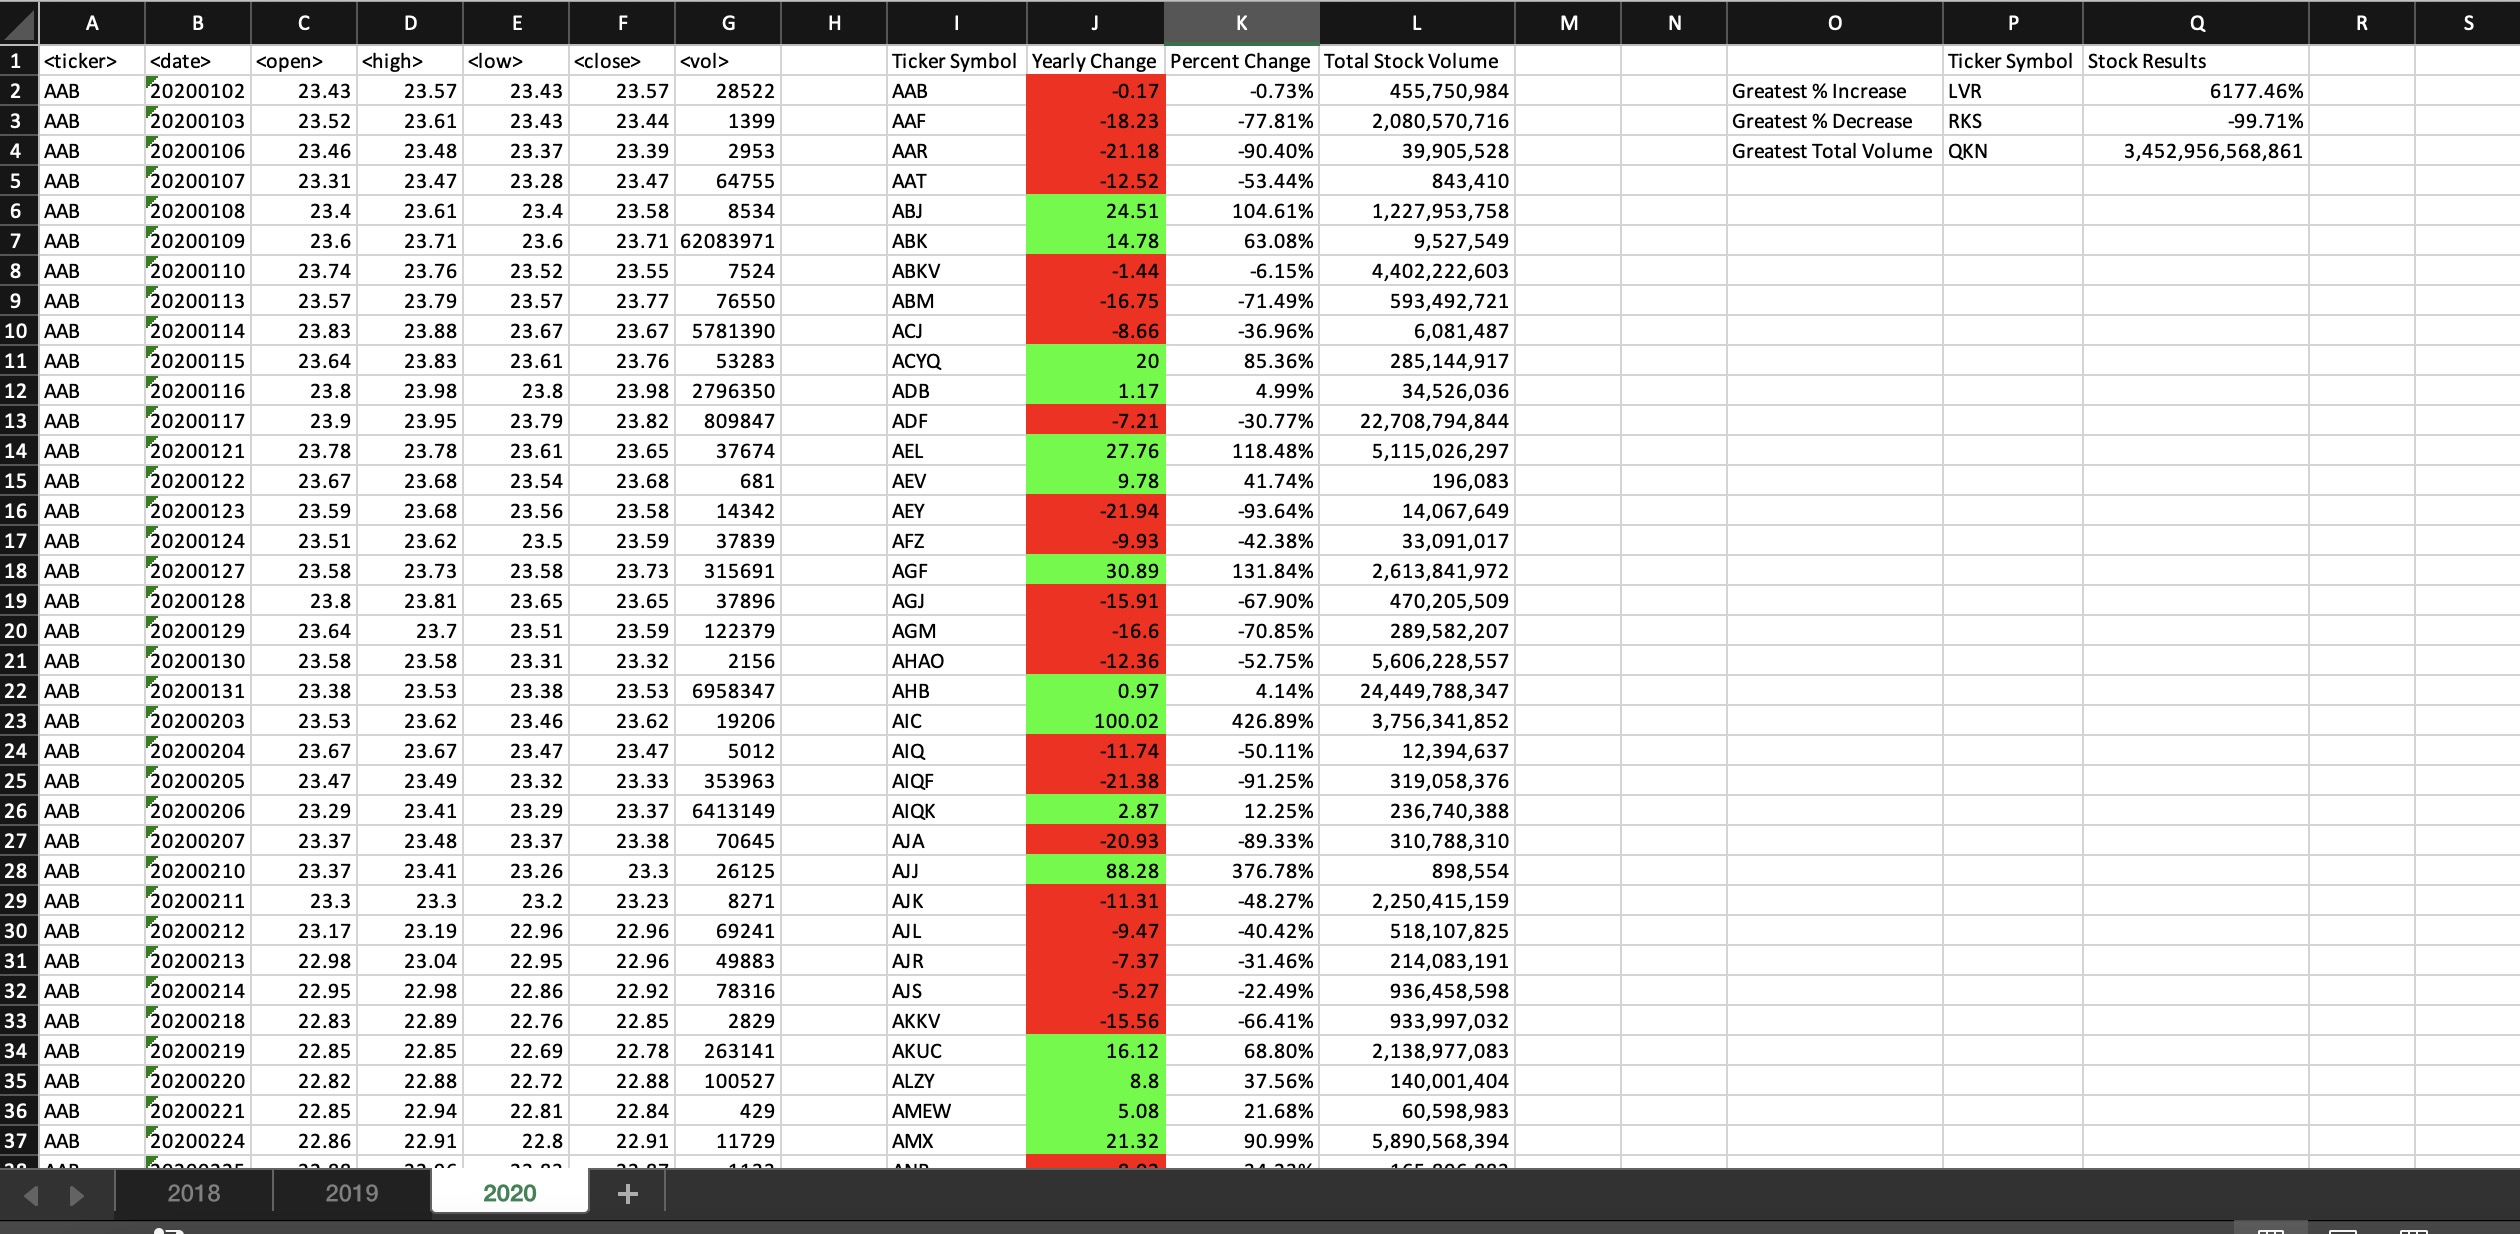 A B C D E F G H I J K L M N O P Q R S
1 <ticker> <date> <open> <high> <low> <close> <vol> Ticker Symbol Yearly Change Percent Change Total Stock Volume Ticker Symbol Stock Results
2 AAB 20200102 23.43 23.57 23.43 23.57 28522 AAB -0.17 -0.73% 455,750,984 Greatest % Increase LVR 6177.46%
3 AAB 20200103 23.52 23.61 23.43 23.44 1399 AAF -18.23 -77.81% 2,080,570,716 Greatest % Decrease RKS -99.71%
4 AAB 20200106 23.46 23.48 23.37 23.39 2953 AAR -21.18 -90.40% 39,905,528 Greatest Total Volume QKN 3,452,956,568,861
5 AAB 20200107 23.31 23.47 23.28 23.47 64755 AAT -12.52 -53.44% 843,410
6 AAB 20200108 23.4 23.61 23.4 23.58 8534 ABJ 24.51 104.61% 1,227,953,758
7 AAB 20200109 23.6 23.71 23.6 23.71 62083971 ABK 14.78 63.08% 9,527,549
8 AAB 20200110 23.74 23.76 23.52 23.55 7524 ABKV -1.44 -6.15% 4,402,222,603
9 AAB 20200113 23.57 23.79 23.57 23.77 76550 ABM -16.75 -71.49% 593,492,721
10 AAB 20200114 23.83 23.88 23.67 23.67 5781390 ACJ -8.66 -36.96% 6,081,487
11 AAB 20200115 23.64 23.83 23.61 23.76 53283 ACYQ 20 85.36% 285,144,917
12 AAB 20200116 23.8 23.98 23.8 23.98 2796350 ADB 1.17 4.99% 34,526,036
13 AAB 20200117 23.9 23.95 23.79 23.82 809847 ADF -7.21 -30.77% 22,708,794,844
14 AAB 20200121 23.78 23.78 23.61 23.65 37674 AEL 27.76 118.48% 5,115,026,297
15 AAB 20200122 23.67 23.68 23.54 23.68 681 AEV 9.78 41.74% 196,083
16 AAB 20200123 23.59 23.68 23.56 23.58 14342 AEY -21.94 -93.64% 14,067,649
17 AAB 20200124 23.51 23.62 23.5 23.59 37839 AFZ -9.93 -42.38% 33,091,017
18 AAB 20200127 23.58 23.73 23.58 23.73 315691 AGF 30.89 131.84% 2,613,841,972
19 AAB 20200128 23.8 23.81 23.65 23.65 37896 AGJ -15.91 -67.90% 470,205,509
20 AAB 20200129 23.64 23.7 23.51 23.59 122379 AGM -16.6 -70.85% 289,582,207
21 AAB 20200130 23.58 23.58 23.31 23.32 2156 AHAO -12.36 -52.75% 5,606,228,557
22 AAB 20200131 23.38 23.53 23.38 23.53 6958347 AHB 0.97 4.14% 24,449,788,347
23 AAB 20200203 23.53 23.62 23.46 23.62 19206 AIC 100.02 426.89% 3,756,341,852
24 AAB 20200204 23.67 23.67 23.47 23.47 5012 AIQ -11.74 -50.11% 12,394,637
25 AAB 20200205 23.47 23.49 23.32 23.33 353963 AIQF -21.38 -91.25% 319,058,376
26 AAB 20200206 23.29 23.41 23.29 23.37 6413149 AIQK 2.87 12.25% 236,740,388
27 AAB 20200207 23.37 23.48 23.37 23.38 70645 AJA -20.93 -89.33% 310,788,310
28 AAB 20200210 23.37 23.41 23.26 23.3 26125 AJJ 88.28 376.78% 898,554
29 AAB 20200211 23.3 23.3 23.2 23.23 8271 AJK -11.31 -48.27% 2,250,415,159
30 AAB 20200212 23.17 23.19 22.96 22.96 69241 AJL -9.47 -40.42% 518,107,825
31 AAB 20200213 22.98 23.04 22.95 22.96 49883 AJR -7.37 -31.46% 214,083,191
32 AAB 20200214 22.95 22.98 22.86 22.92 78316 AJS -5.27 -22.49% 936,458,598
33 AAB 20200218 22.83 22.89 22.76 22.85 2829 AKKV -15.56 -66.41% 933,997,032
34 AAB 20200219 22.85 22.85 22.69 22.78 263141 AKUC 16.12 68.80% 2,138,977,083
35 AAB 20200220 22.82 22.88 22.72 22.88 100527 ALZY 8.8 37.56% 140,001,404
36 AAB 20200221 22.85 22.94 22.81 22.84 429 AMEW 5.08 21.68% 60,598,983
37 AAB 20200224 22.86 22.91 22.8 22.91 11729 AMX 21.32 90.99% 5,890,568,394
2018 2019 2020 +